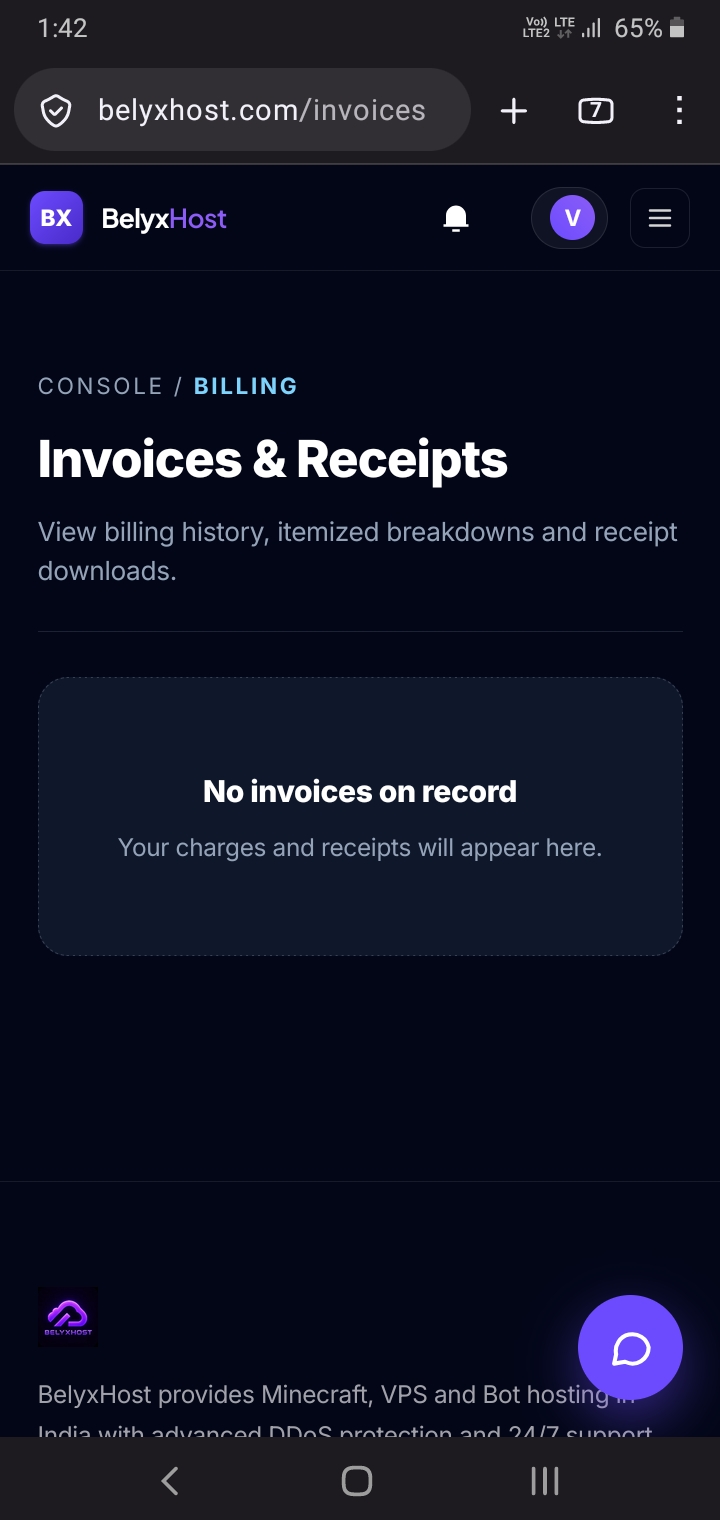 1:42 Vo)) LTE2 LTE 65%
belyxhost.com/invoices 7
BX BelyxHost V
CONSOLE / BILLING
Invoices & Receipts
View billing history, itemized breakdowns and receipt
downloads.
No invoices on record
Your charges and receipts will appear here.
BELYXHOST
BelyxHost provides Minecraft, VPS and Bot hosting in
India with advanced DDoS protection and 24/7 support